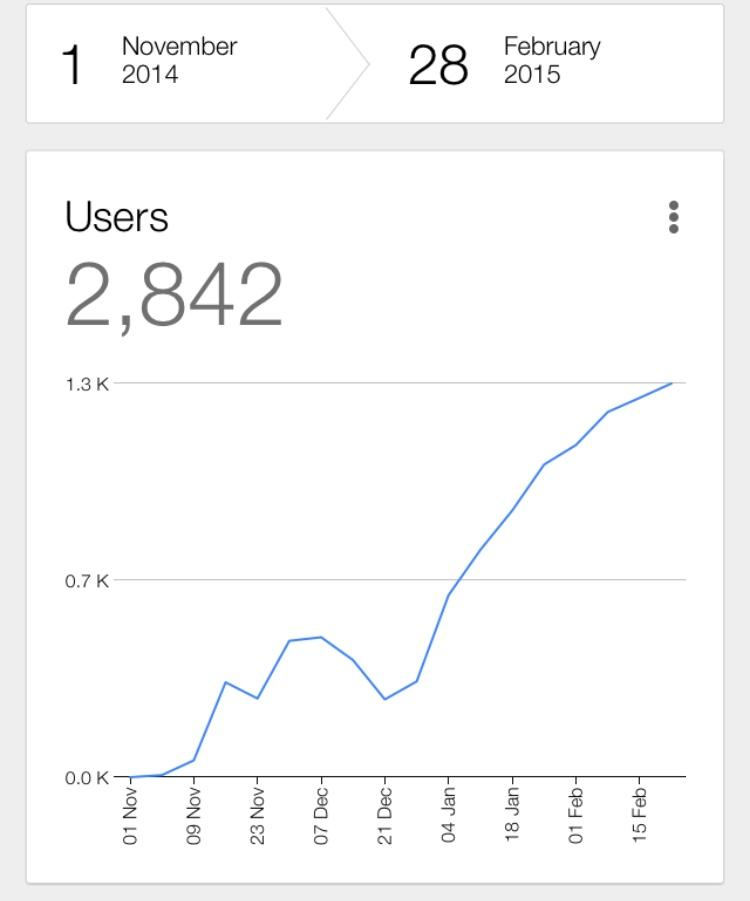 1 November 2014
28 February 2015
Users
2,842
1.3 K
0.7 K
0.0 K
01 Nov
09 Nov
23 Nov
07 Dec
21 Dec
04 Jan
18 Jan
01 Feb
15 Feb